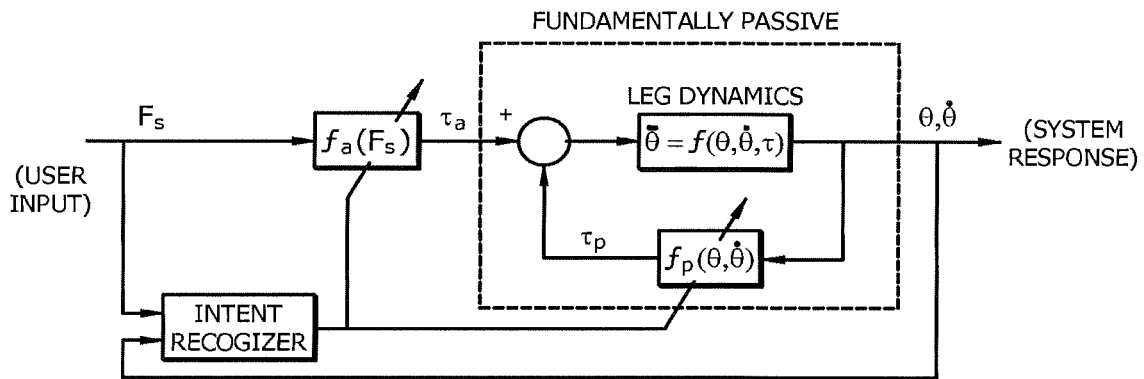 FUNDAMENTALLY PASSIVE
LEG DYNAMICS
F_s
f_a(F_s)
τ_a
+
θ̈ = f(θ,θ̇,τ)
θ,θ̇
(USER
INPUT)
(SYSTEM
RESPONSE)
τ_p
f_p(θ,θ̇)
INTENT
RECOGIZER